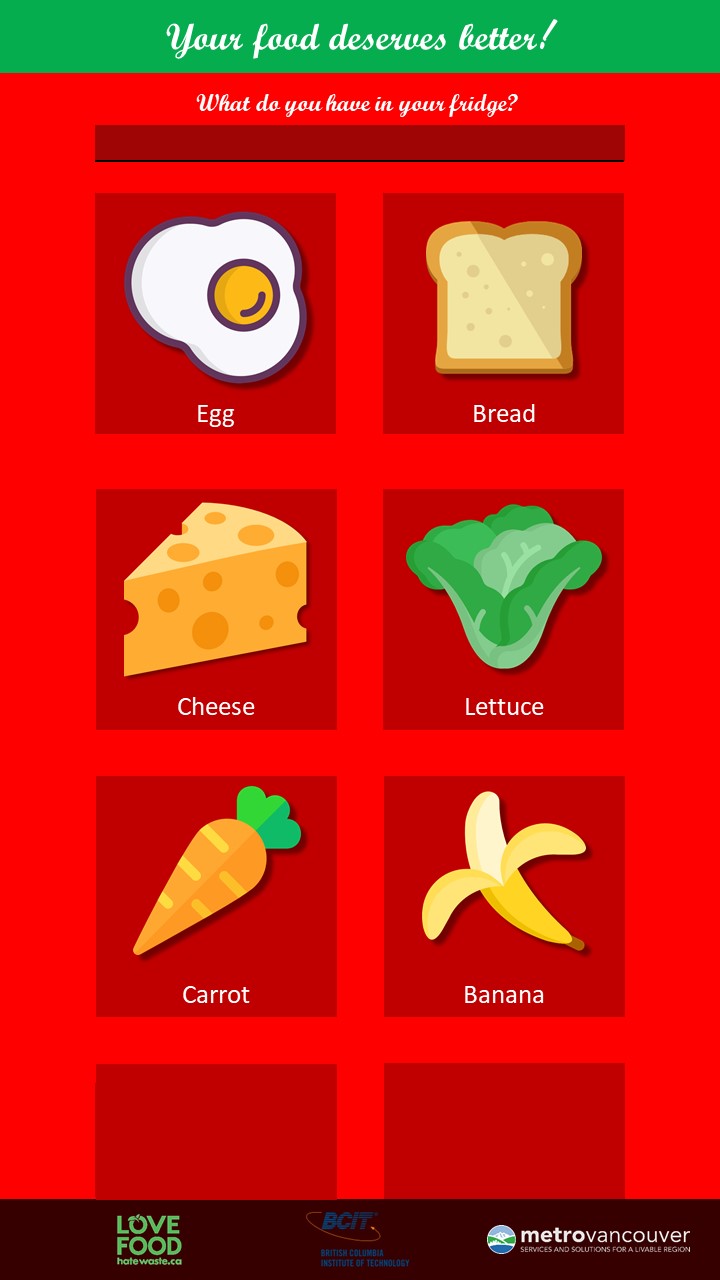 Your food deserves better!
What do you have in your fridge?
Egg
Bread
Cheese
Lettuce
Carrot
Banana
LOVE
FOOD
hatewaste.ca
BCIT
BRITISH COLUMBIA
INSTITUTE OF TECHNOLOGY
metrovancouver
SERVICES AND SOLUTIONS FOR A LIVABLE REGION